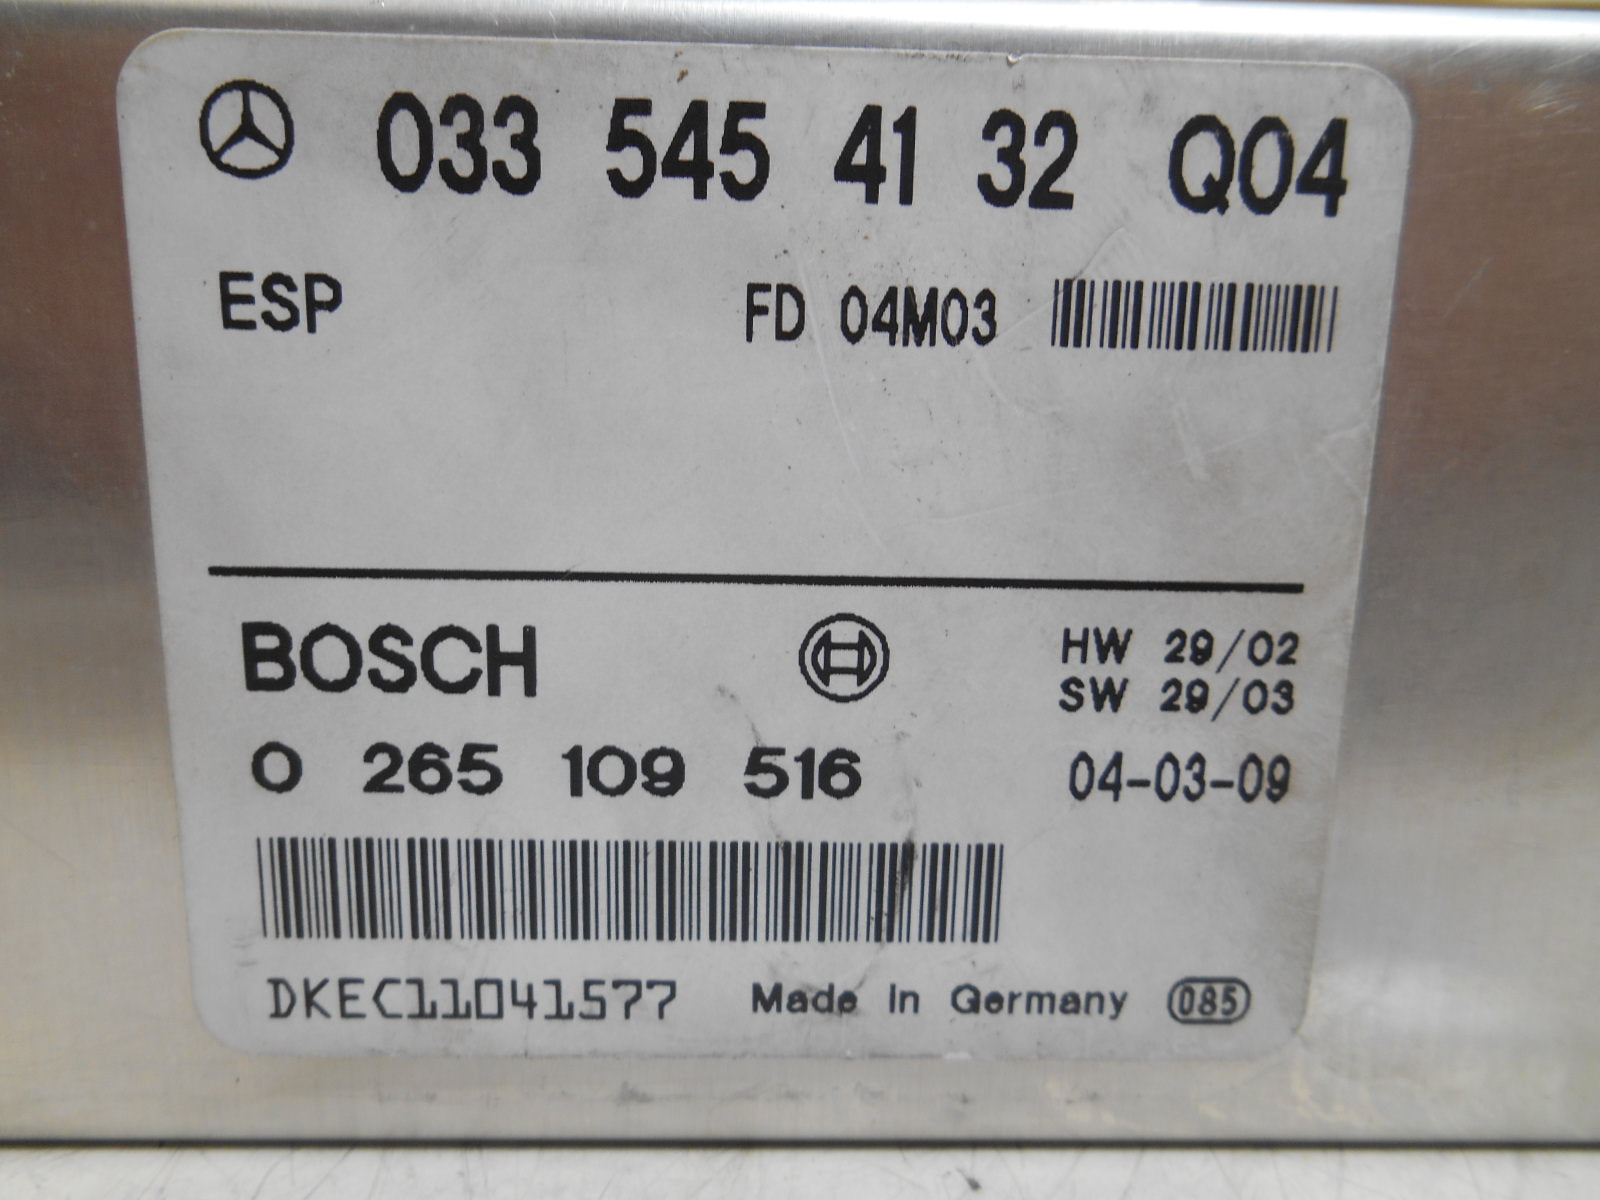 033 545 41 32 Q04
ESP FD 04M03
BOSCH HW 29/02
SW 29/03
0 265 109 516 04-03-09
DKEC11041577 Made in Germany 085